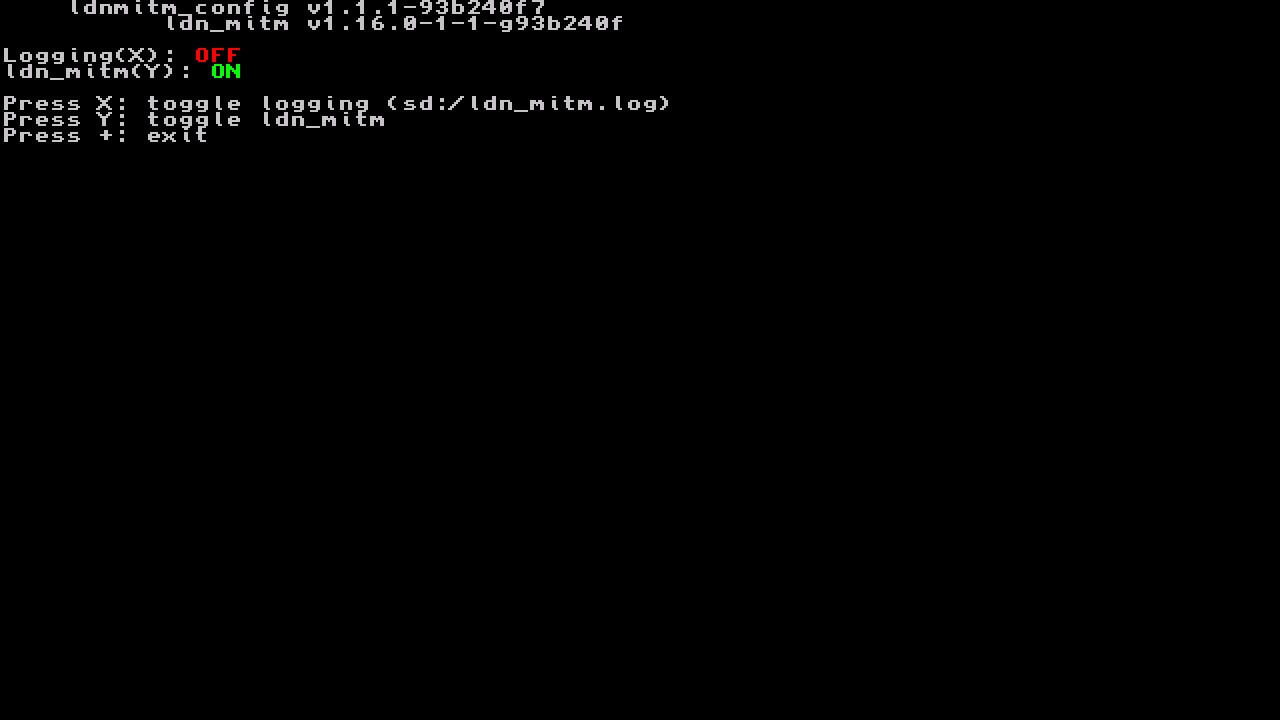 ldnmitm_config v1.1.1-93b240f7
ldn_mitm v1.16.0-1-1-g93b240f
Logging(X): OFF
ldn_mitm(Y): ON
Press X: toggle logging (sd:/ldn_mitm.log)
Press Y: toggle ldn_mitm
Press +: exit